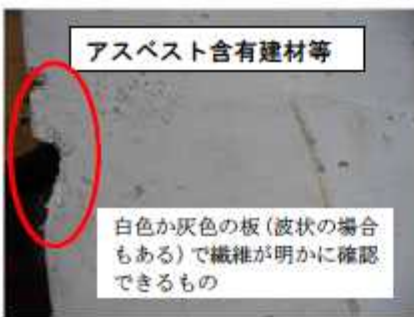 アスベスト含有建材等
白色か灰色の板(波状の場合
もある)で繊維が明かに確認
できるもの